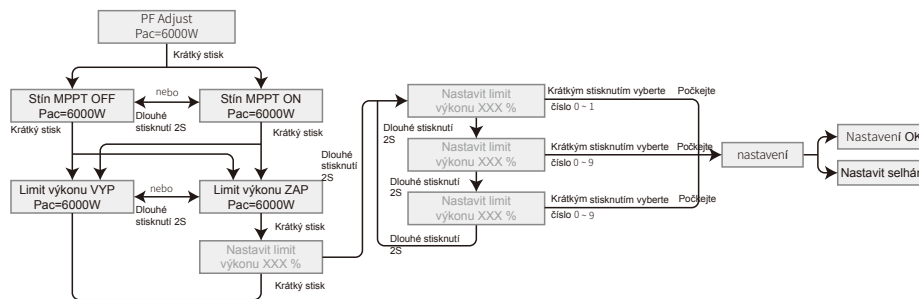 PF Adjust
Pac=6000W
Krátký stisk
Stín MPPT OFF
Pac=6000W
nebo
Dlouhé
stisknutí 2S
Stín MPPT ON
Pac=6000W
Krátký stisk
Krátký stisk
Limit výkonu VYP
Pac=6000W
nebo
Dlouhé
stisknutí 2S
Limit výkonu ZAP
Pac=6000W
Krátký stisk
Nastavit limit
výkonu XXX %
Krátký stisk
Dlouhé
stisknutí
2S
Nastavit limit
výkonu XXX %
Krátkým stisknutím vyberte
číslo 0 ~ 1
Počkejte
Dlouhé stisknutí
2S
Nastavit limit
výkonu XXX %
Krátkým stisknutím vyberte
číslo 0 ~ 9
Počkejte
Dlouhé stisknutí
2S
Nastavit limit
výkonu XXX %
Krátkým stisknutím vyberte
číslo 0 ~ 9
Počkejte
Dlouhé stisknutí
2S
nastavení
Nastavení OK
Nastavit selhán